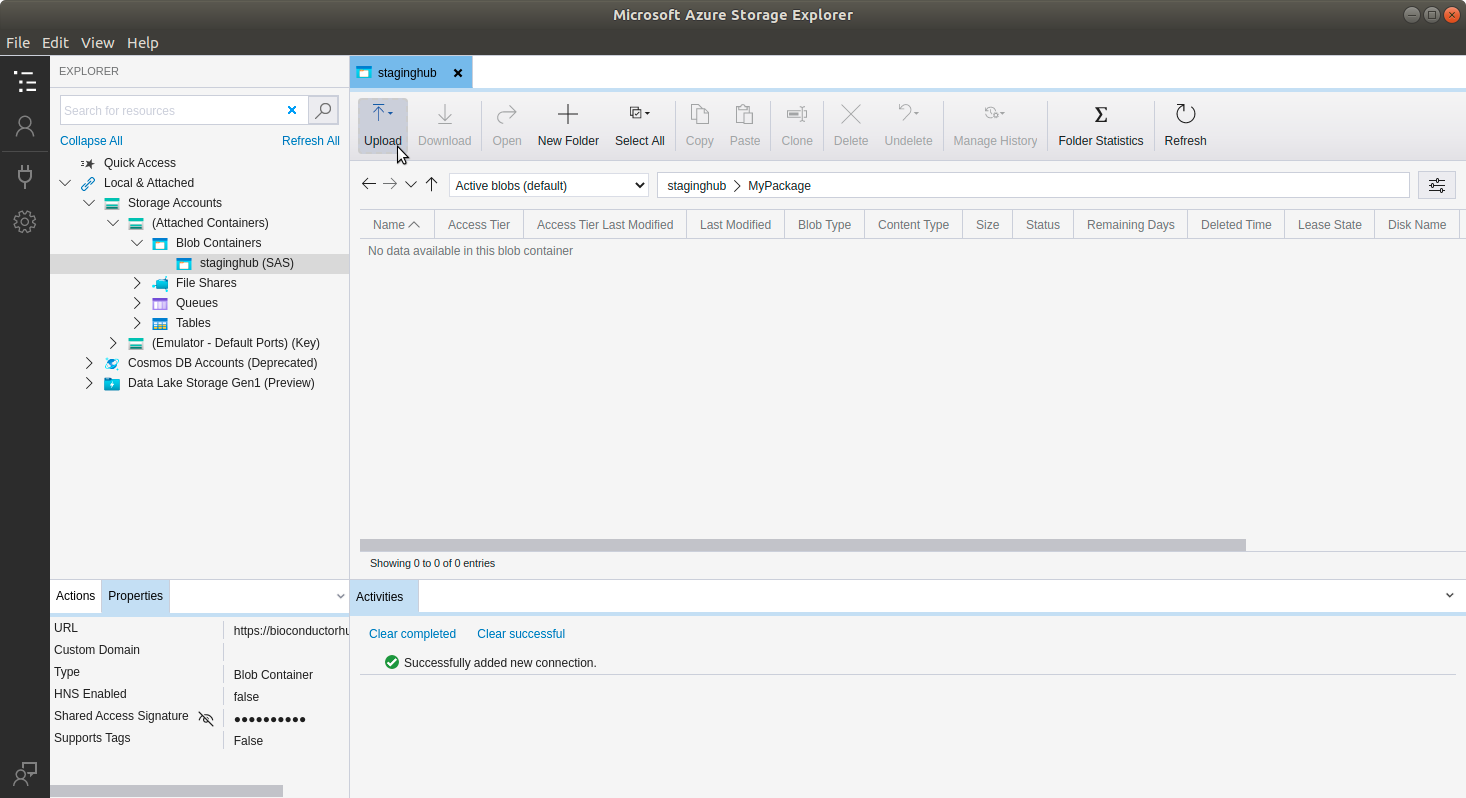 Microsoft Azure Storage Explorer
File Edit View Help
EXPLORER
Search for resources
Collapse All Refresh All
Quick Access
Local & Attached
Storage Accounts
(Attached Containers)
Blob Containers
staginghub (SAS)
File Shares
Queues
Tables
(Emulator - Default Ports) (Key)
Cosmos DB Accounts (Deprecated)
Data Lake Storage Gen1 (Preview)
Actions Properties
URL https://bioconductorhu
Custom Domain
Type Blob Container
HNS Enabled false
Shared Access Signature ●●●●●●●●●●
Supports Tags False
staginghub
Upload Download Open New Folder Select All Copy Paste Clone Delete Undelete Manage History Folder Statistics Refresh
Active blobs (default) staginghub > MyPackage
Name Access Tier Access Tier Last Modified Last Modified Blob Type Content Type Size Status Remaining Days Deleted Time Lease State Disk Name
No data available in this blob container
Showing 0 to 0 of 0 entries
Activities
Clear completed Clear successful
Successfully added new connection.